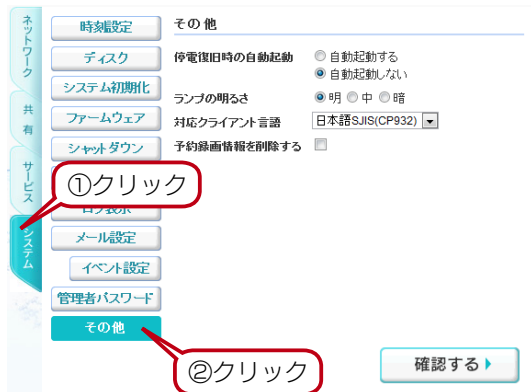 ネットワーク
共有
サービス
システム
時刻設定
ディスク
システム初期化
ファームウェア
シャットダウン
ログ表示
メール設定
イベント設定
管理者パスワード
その他
その他
停電復旧時の自動起動
自動起動する
自動起動しない
ランプの明るさ
明 中 暗
対応クライアント言語
日本語SJIS(CP932)
予約録画情報を削除する
①クリック
②クリック
確認する